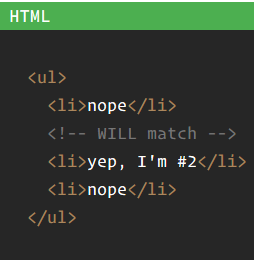 HTML
<ul>
<li>nope</li>
<!-- WILL match -->
<li>yep, I'm #2</li>
<li>nope</li>
</ul>